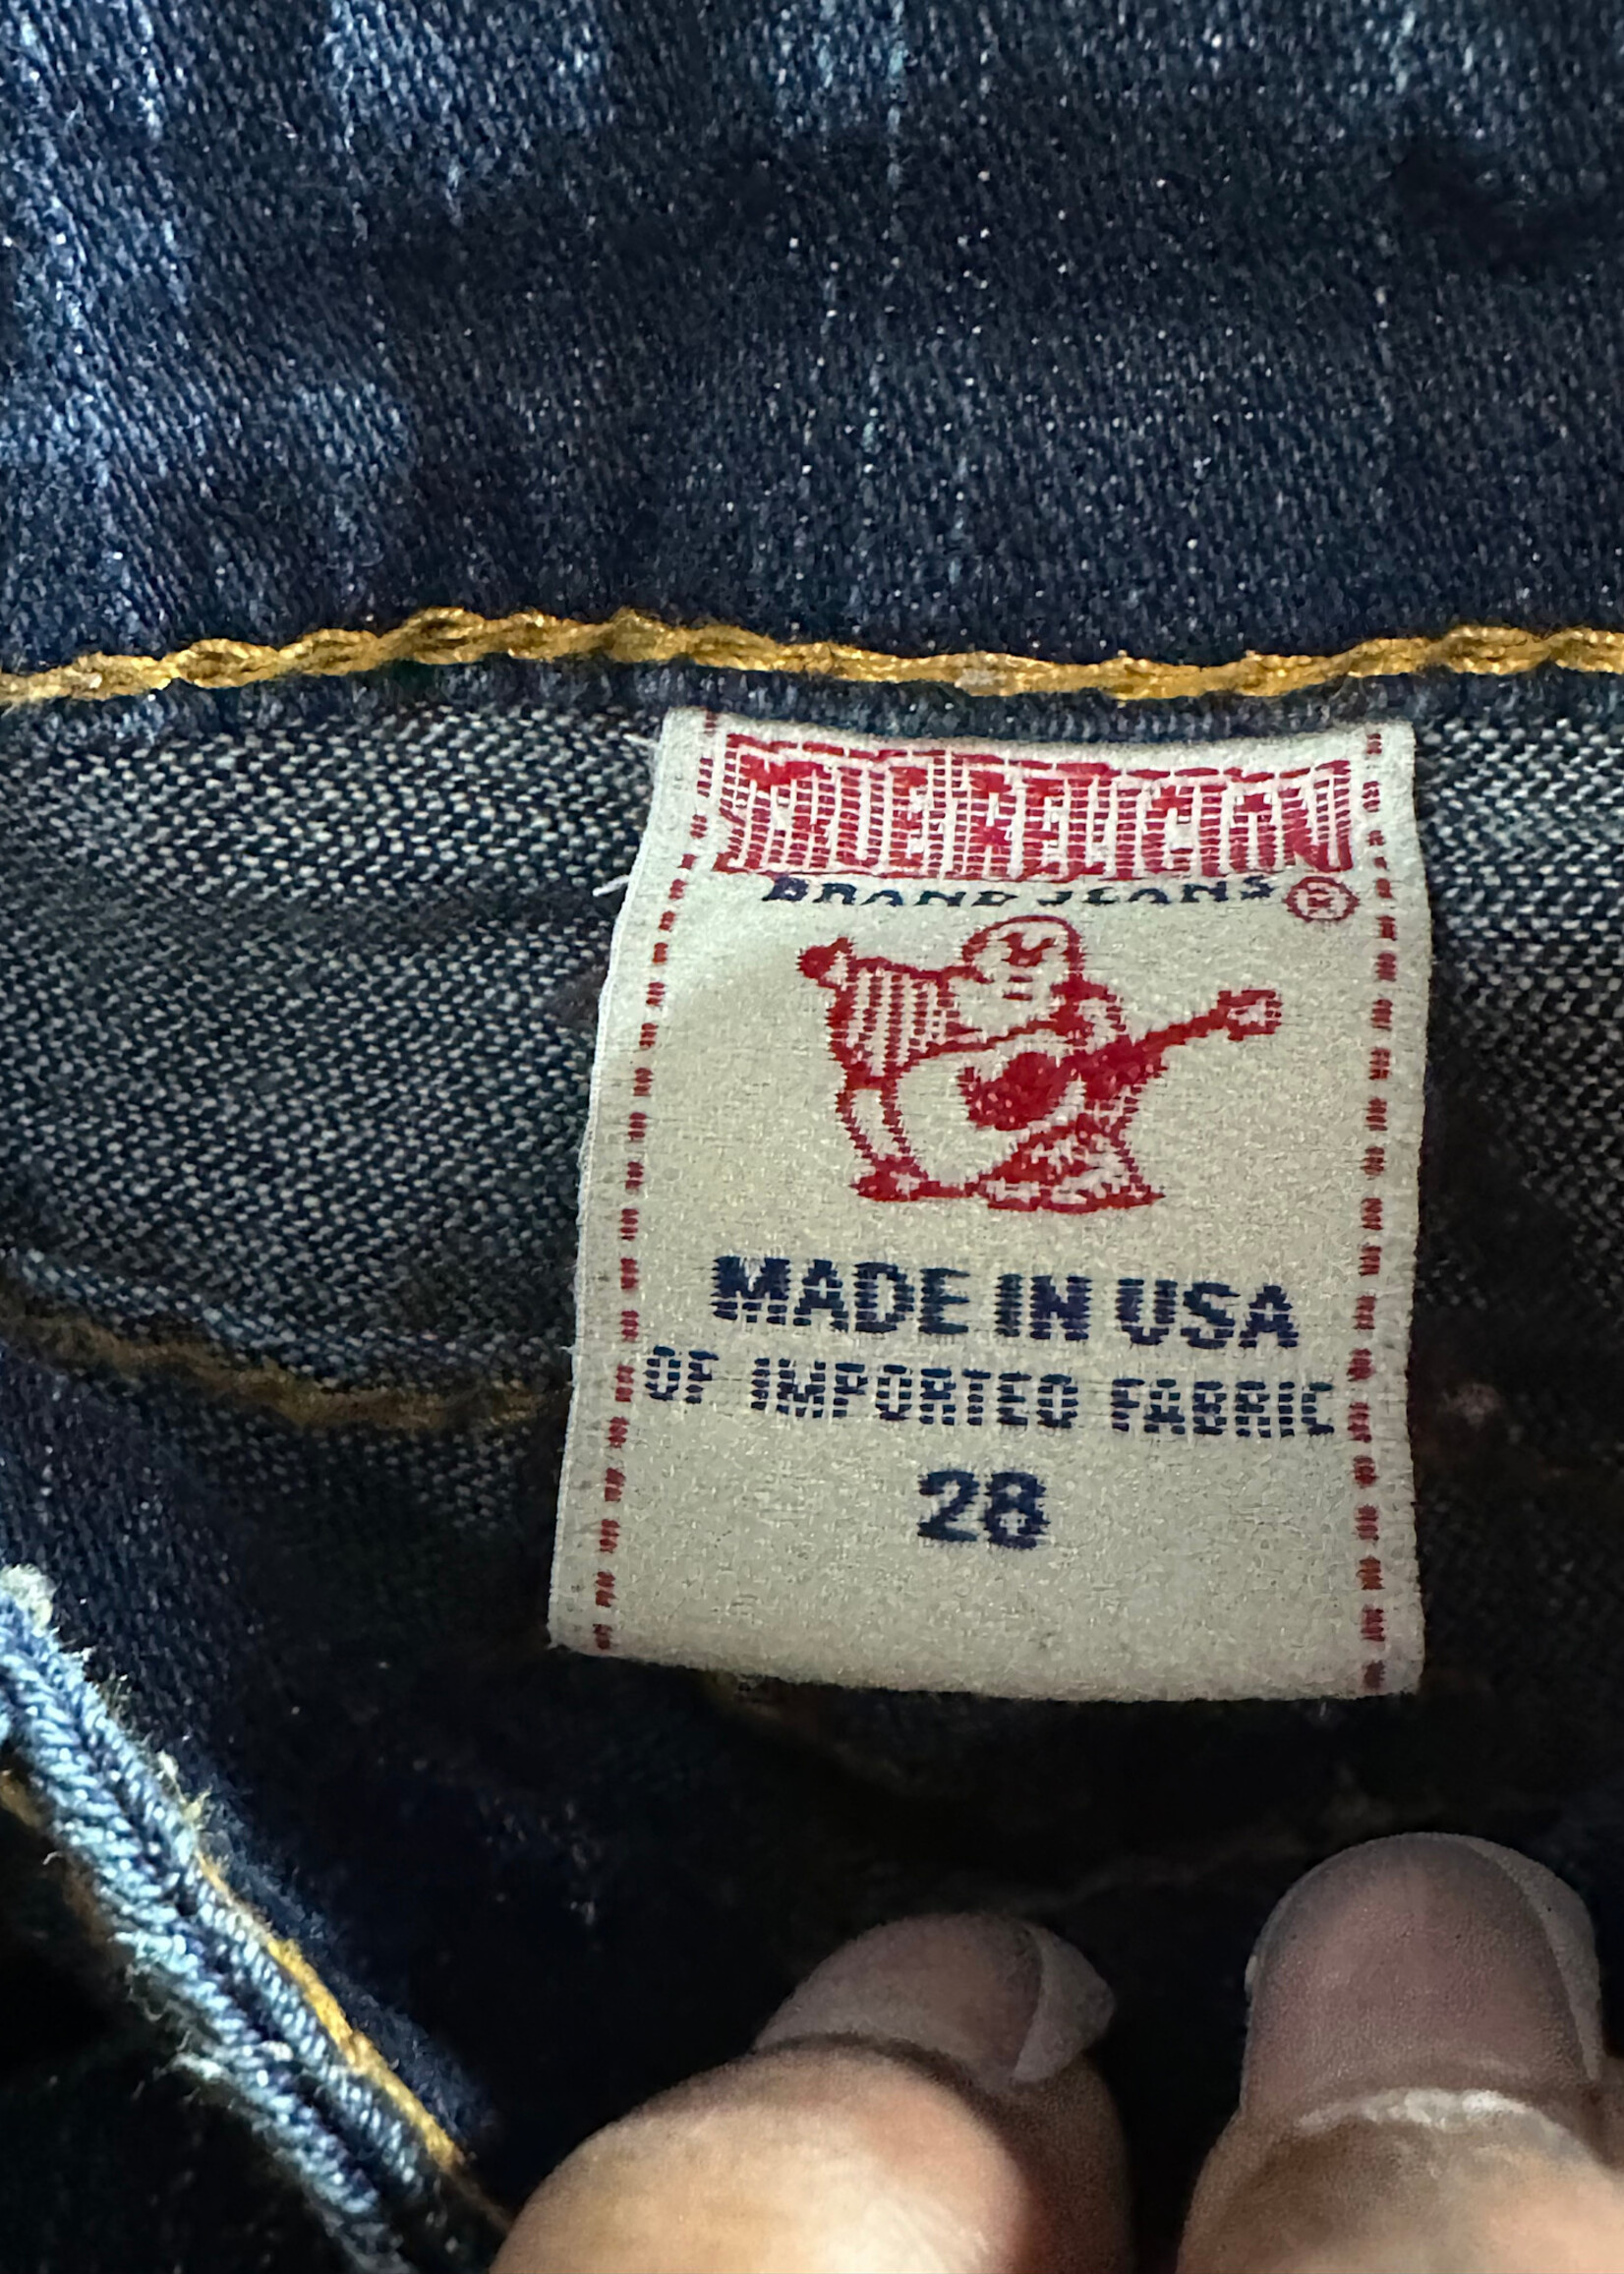 TRUE RELIGION
BRAND JEANS ®
MADE IN USA
OF IMPORTED FABRIC
28